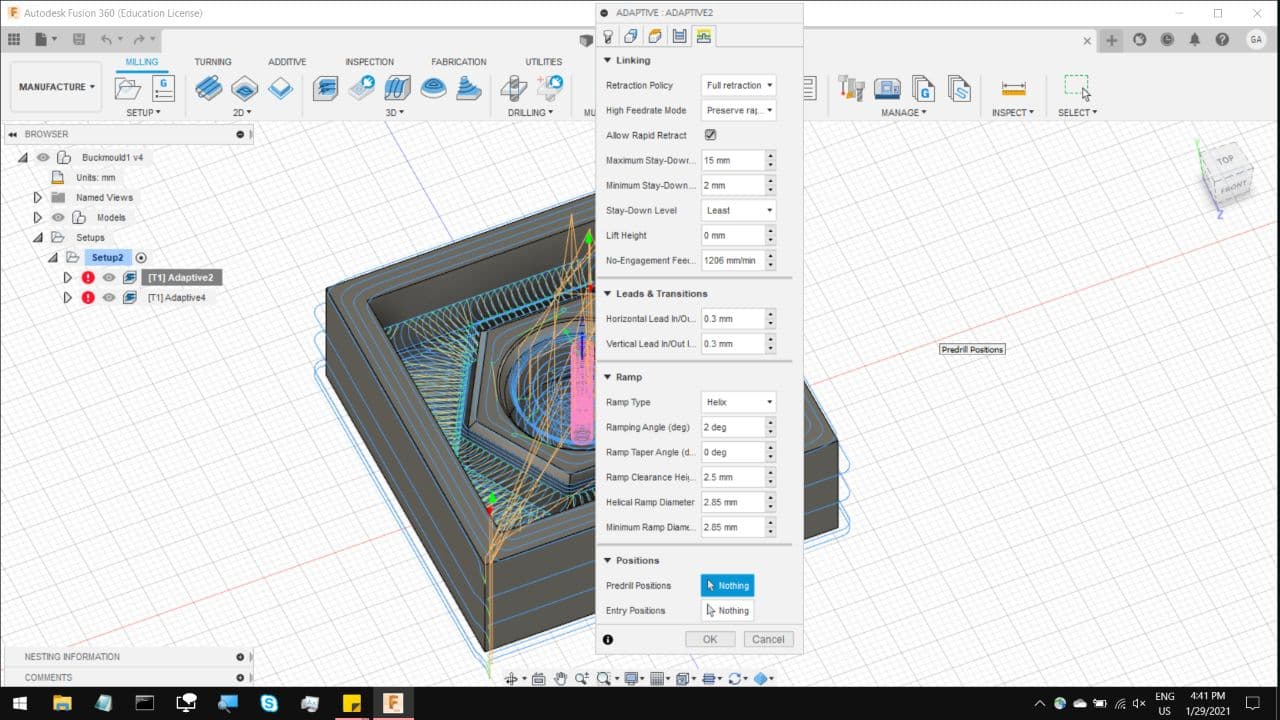 Autodesk Fusion 360 (Education License)
ADAPTIVE : ADAPTIVE2
GA
MILLING TURNING ADDITIVE INSPECTION FABRICATION UTILITIES
MANUFACTURE
SETUP 2D 3D DRILLING MU MANAGE INSPECT SELECT
BROWSER
Buckmould1 v4
Units: mm
Named Views
Models
Setups
Setup2
[T1] Adaptive2
[T1] Adaptive4
Linking
Retraction Policy Full retraction
High Feedrate Mode Preserve rap...
Allow Rapid Retract
Maximum Stay-Down... 15 mm
Minimum Stay-Down... 2 mm
Stay-Down Level Least
Lift Height 0 mm
No-Engagement Fee... 1206 mm/min
Leads & Transitions
Horizontal Lead In/Ou... 0.3 mm
Vertical Lead In/Out I... 0.3 mm
Ramp
Ramp Type Helix
Ramping Angle (deg) 2 deg
Ramp Taper Angle (d... 0 deg
Ramp Clearance Heig... 2.5 mm
Helical Ramp Diameter 2.85 mm
Minimum Ramp Diame... 2.85 mm
Positions
Predrill Positions Nothing
Entry Positions Nothing
OK Cancel
Predrill Positions
TOP
FRONT
Z
NESTING INFORMATION
COMMENTS
ENG
US
4:41 PM
1/29/2021